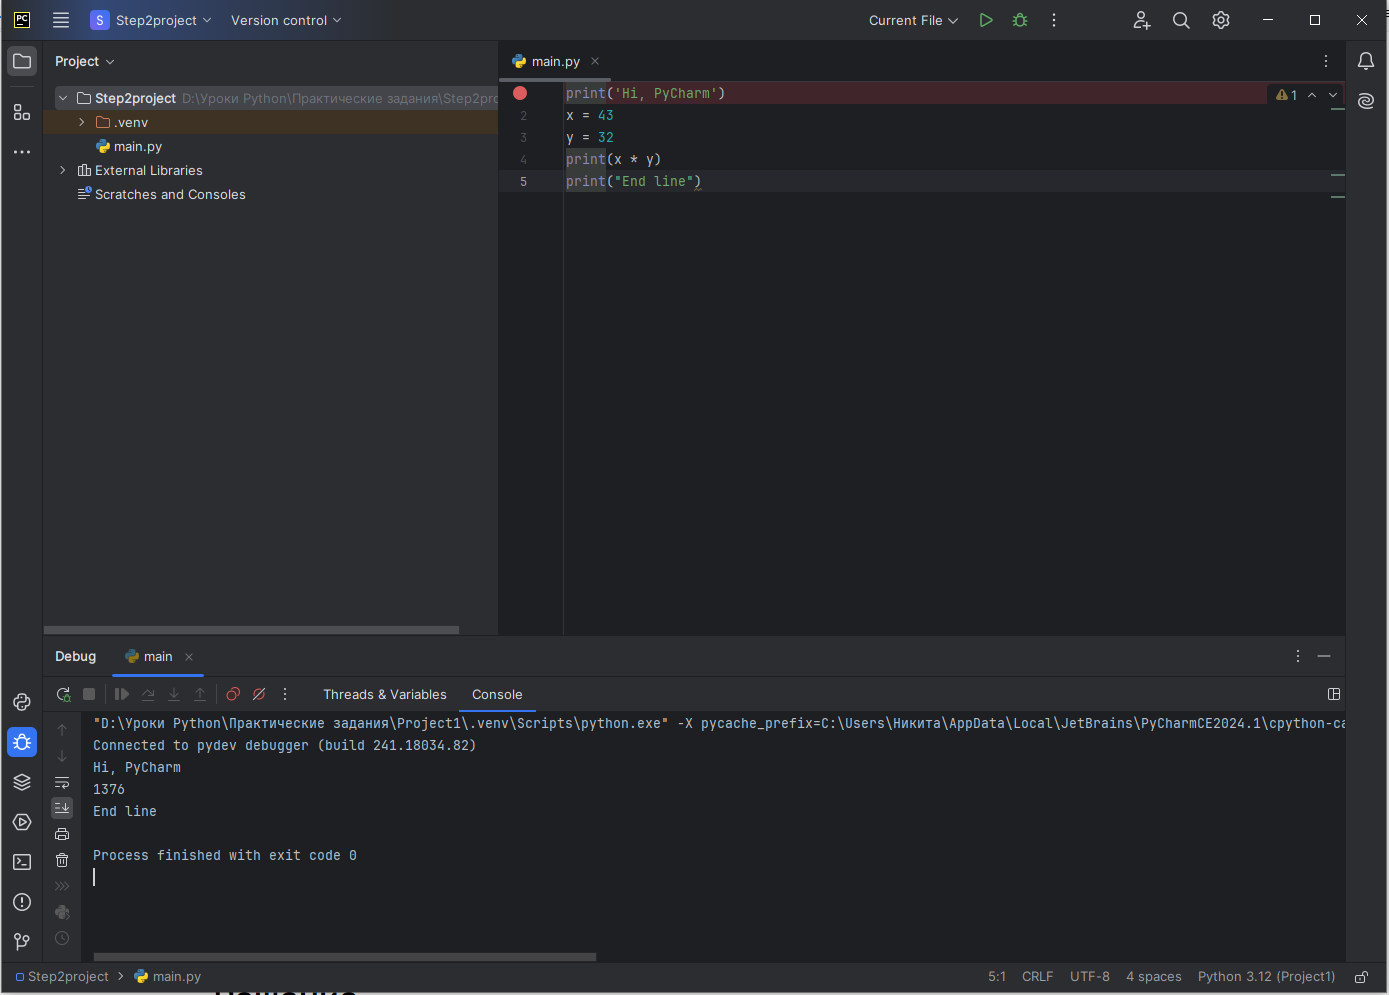 PC S Step2project Version control Current File
Project
main.py
Step2project D:\Уроки Python\Практические задания\Step2pro
.venv
main.py
External Libraries
Scratches and Consoles
print('Hi, PyCharm')
1
2 x = 43
3 y = 32
4 print(x * y)
5 print("End line")
Debug main
Threads & Variables Console
"D:\Уроки Python\Практические задания\Project1\.venv\Scripts\python.exe" -X pycache_prefix=C:\Users\Никита\AppData\Local\JetBrains\PyCharmCE2024.1\cpython-ca
Connected to pydev debugger (build 241.18034.82)
Hi, PyCharm
1376
End line
Process finished with exit code 0
Step2project main.py 5:1 CRLF UTF-8 4 spaces Python 3.12 (Project1)